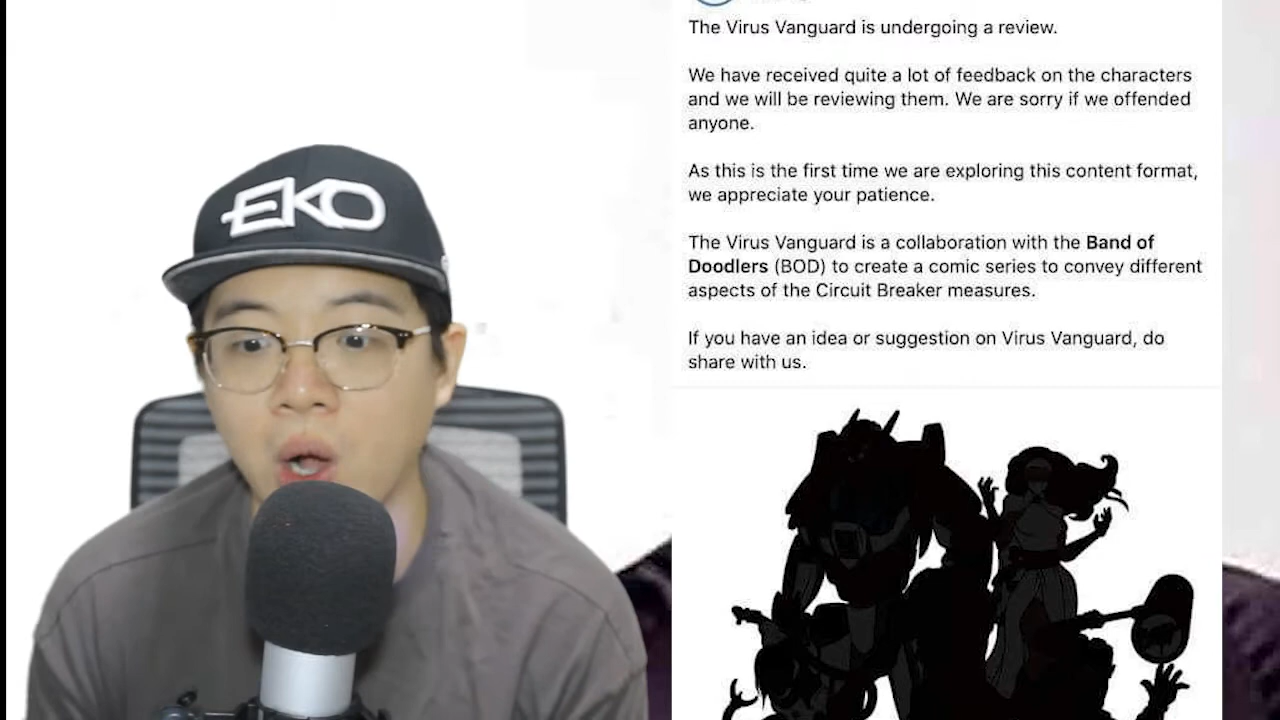 EKO
The Virus Vanguard is undergoing a review.
We have received quite a lot of feedback on the characters
and we will be reviewing them. We are sorry if we offended
anyone.
As this is the first time we are exploring this content format,
we appreciate your patience.
The Virus Vanguard is a collaboration with the Band of
Doodlers (BOD) to create a comic series to convey different
aspects of the Circuit Breaker measures.
If you have an idea or suggestion on Virus Vanguard, do
share with us.